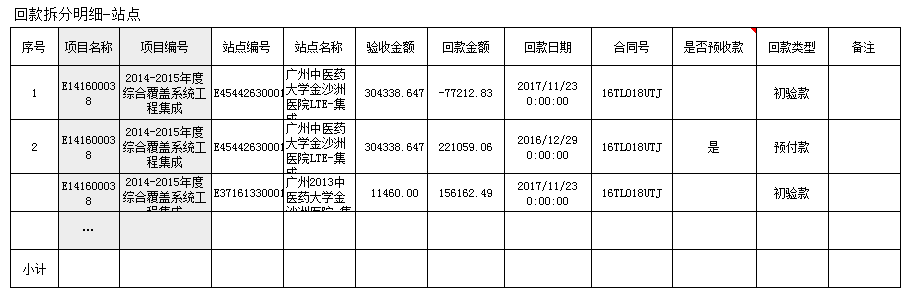 回款拆分明细-站点
序号 项目名称 项目编号 站点编号 站点名称 验收金额 回款金额 回款日期 合同号 是否预收款 回款类型 备注
1 E141600038 2014-2015年度综合覆盖系统工程集成 E45442630001 广州中医药大学金沙洲医院LTE-集成 304338.647 -77212.83 2017/11/23 0:00:00 16TL018UTJ 初验款
2 E141600038 2014-2015年度综合覆盖系统工程集成 E45442630001 广州中医药大学金沙洲医院LTE-集成 304338.647 221059.06 2016/12/29 0:00:00 16TL018UTJ 是 预付款
E141600038 2014-2015年度综合覆盖系统工程集成 E37161330001 广州2013中医药大学金沙洲医院-集 11460.00 156162.49 2017/11/23 0:00:00 16TL018UTJ 初验款
…
小计